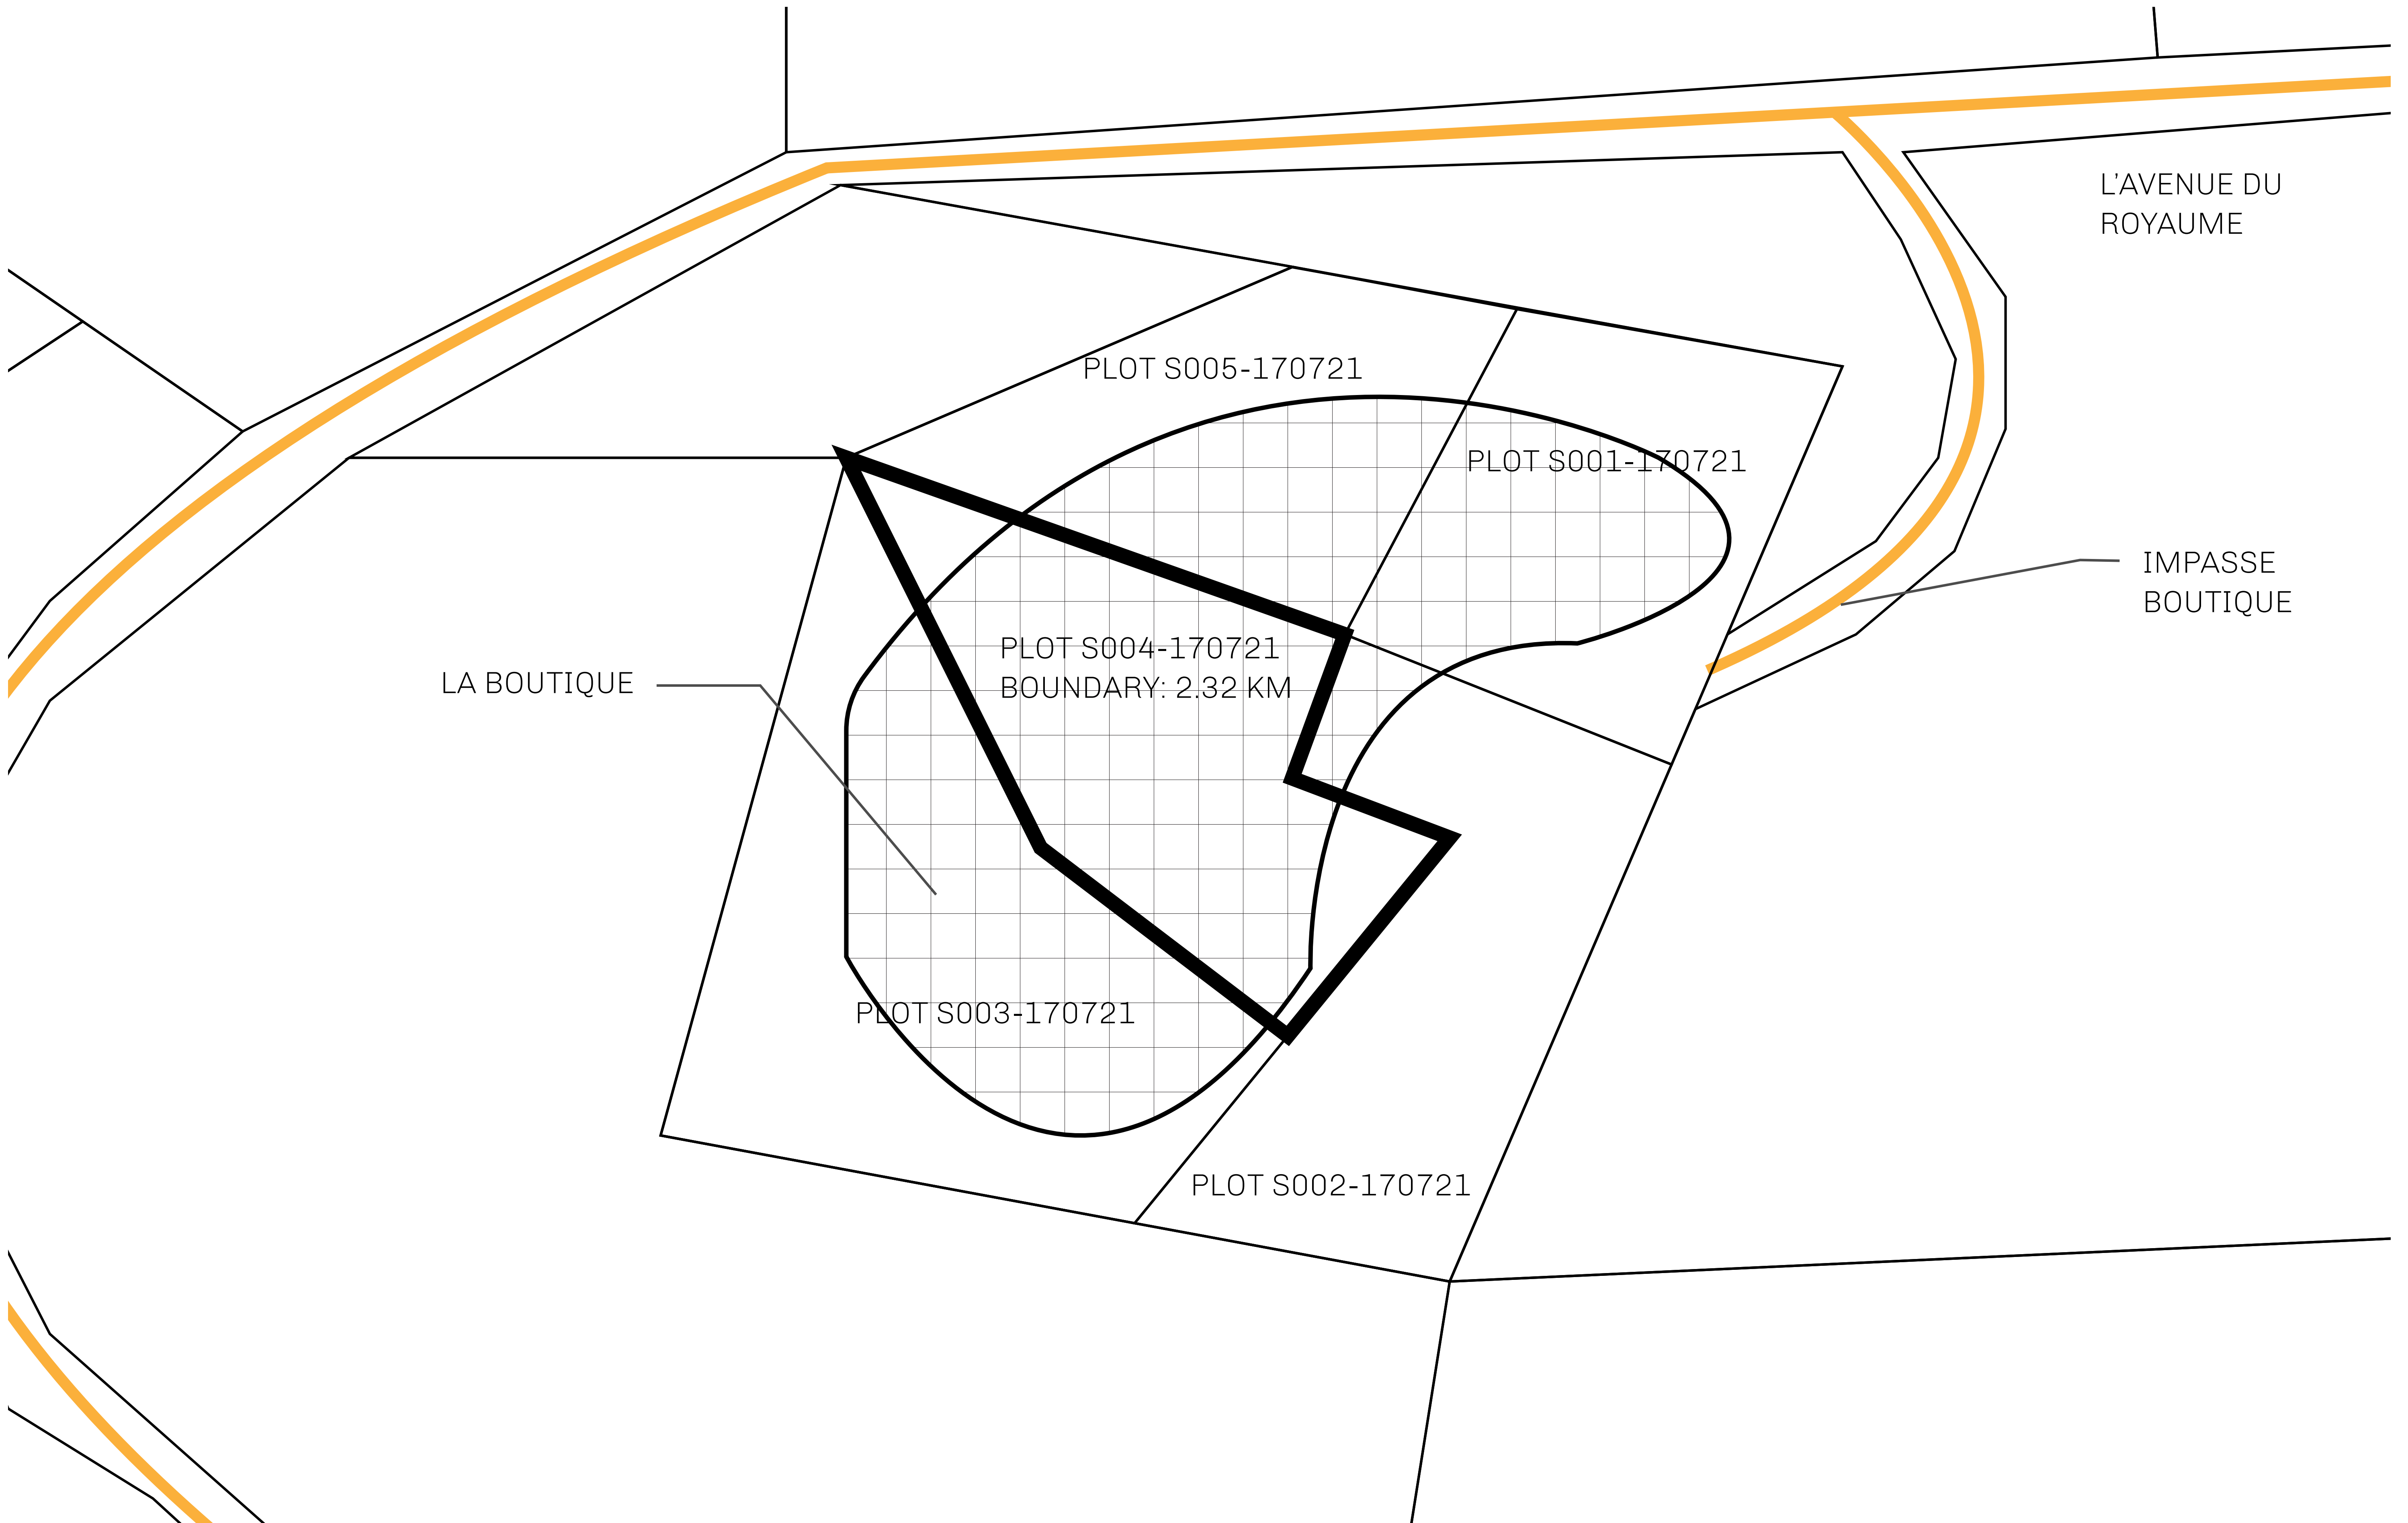 L'AVENUE DU
ROYAUME
PLOT S005-170721
PLOT S001-170721
IMPASSE
BOUTIQUE
PLOT S004-170721
BOUNDARY: 2.32 KM
LA BOUTIQUE
PLOT S003-170721
PLOT S002-170721